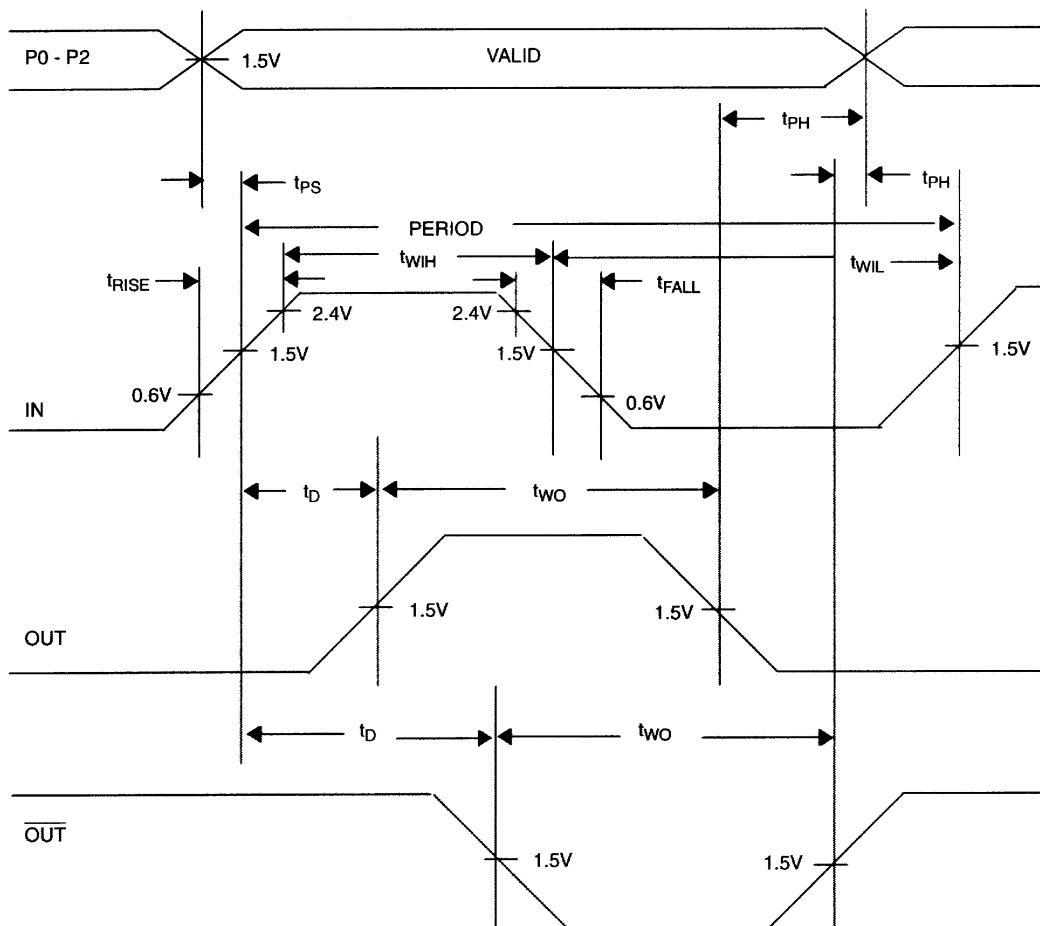 P0 - P2
1.5V
VALID
tPH
tPS
tPH
PERIOD
tWIH
tWIL
tRISE
tFALL
2.4V
2.4V
1.5V
1.5V
1.5V
0.6V
0.6V
IN
tD
tWO
1.5V
1.5V
OUT
tD
tWO
OUT
1.5V
1.5V